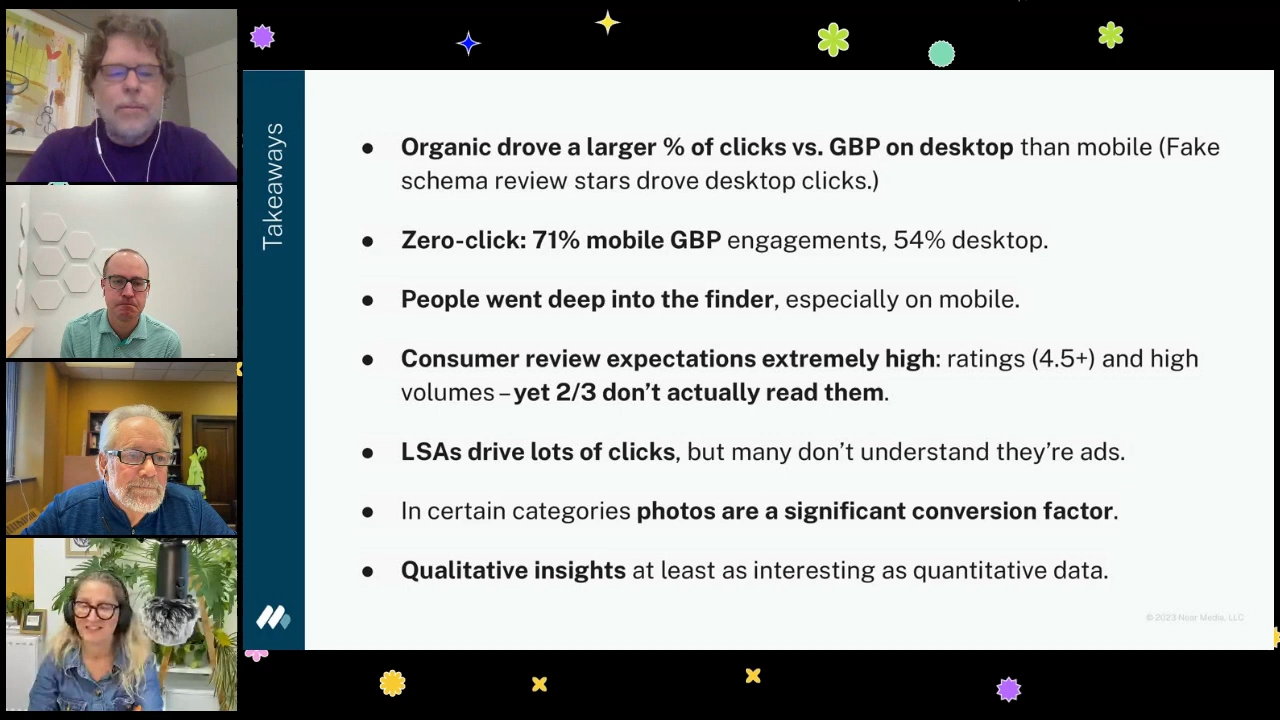 Takeaways
● Organic drove a larger % of clicks vs. GBP on desktop than mobile (Fake
schema review stars drove desktop clicks.)
● Zero-click: 71% mobile GBP engagements, 54% desktop.
● People went deep into the finder, especially on mobile.
● Consumer review expectations extremely high: ratings (4.5+) and high
volumes – yet 2/3 don’t actually read them.
● LSAs drive lots of clicks, but many don’t understand they’re ads.
● In certain categories photos are a significant conversion factor.
● Qualitative insights at least as interesting as quantitative data.
© 2023 Near Media, LLC